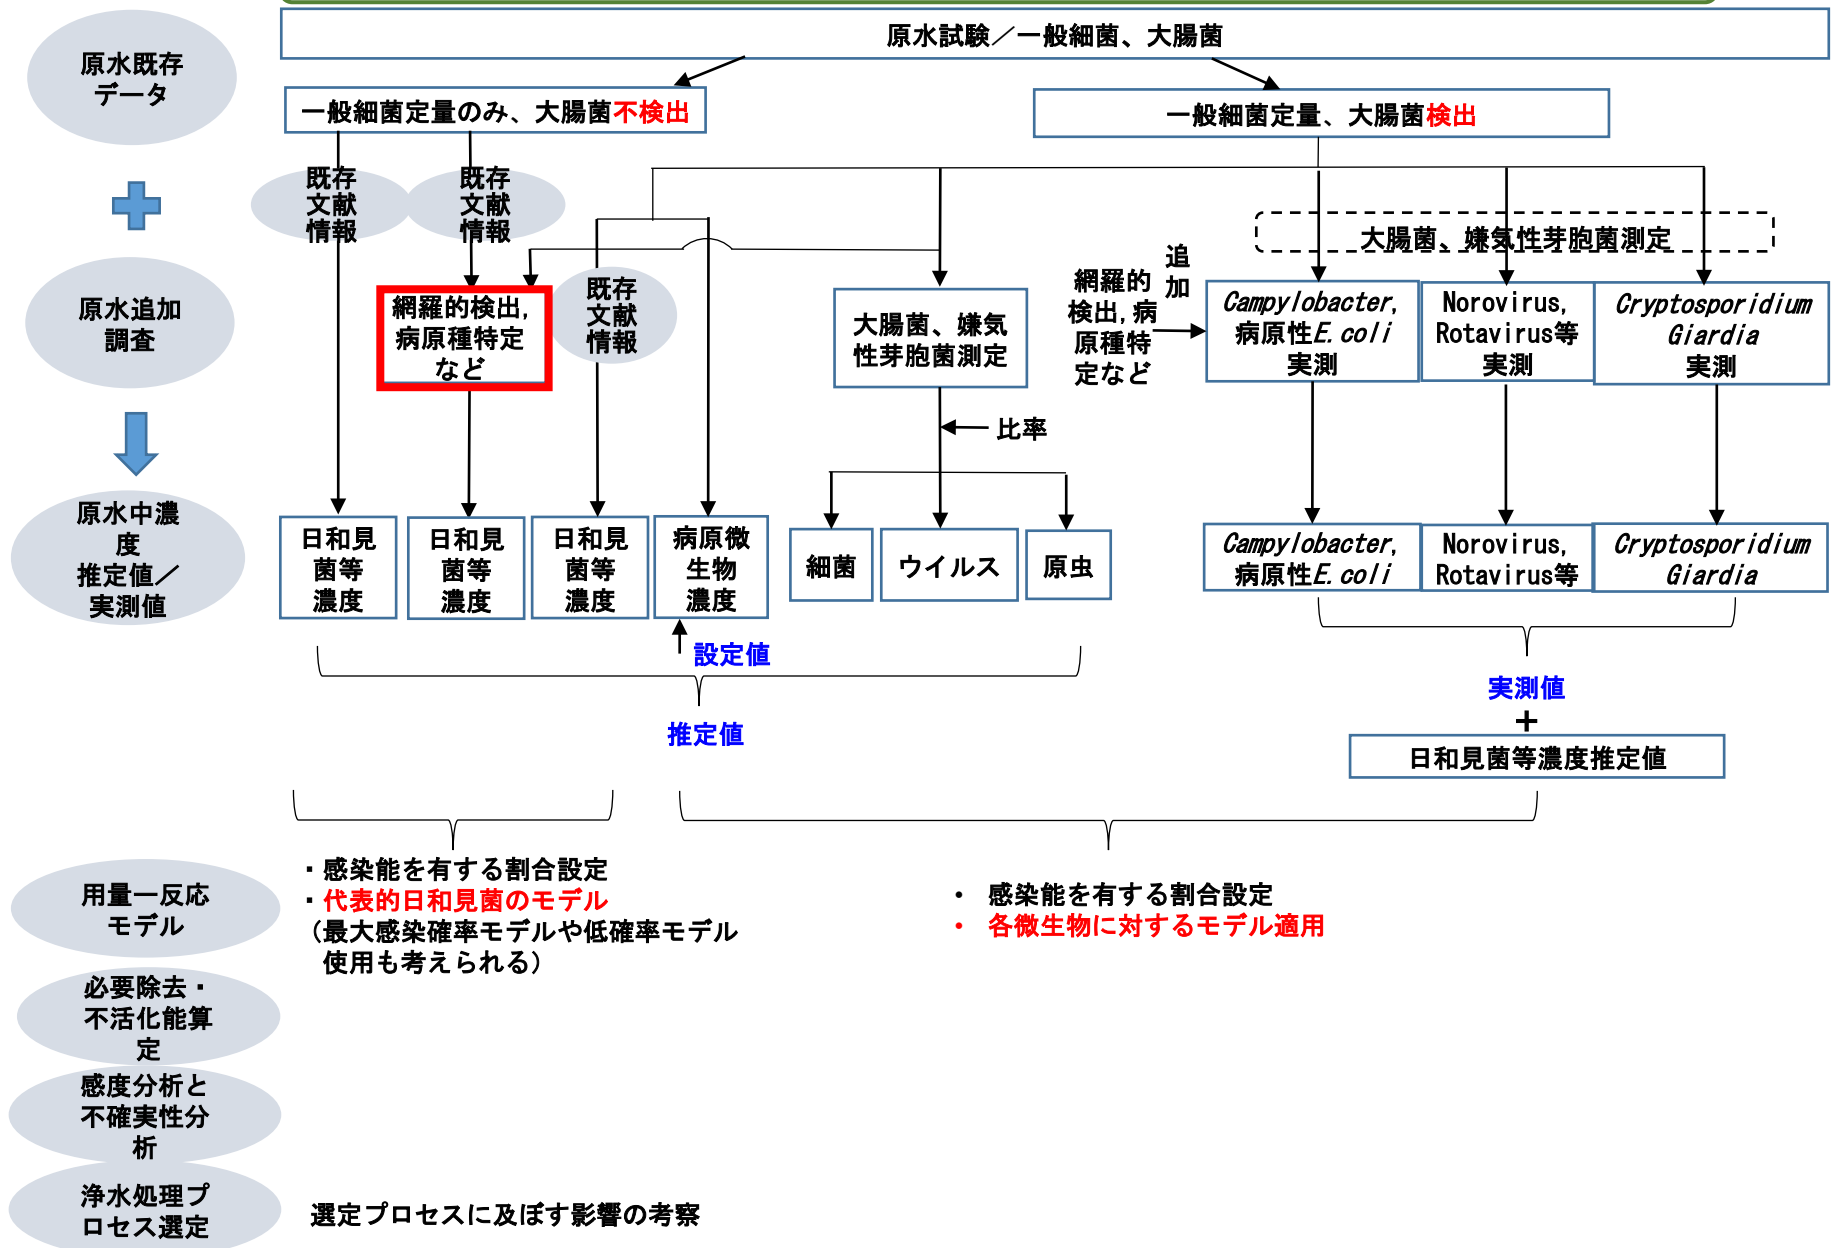 原水既存
データ
原水試験／一般細菌、大腸菌
一般細菌定量のみ、大腸菌不検出
一般細菌定量、大腸菌検出
既存
文献
情報
既存
文献
情報
大腸菌、嫌気性芽胞菌測定
原水追加
調査
網羅的検出,
病原種特定
など
既存
文献
情報
大腸菌、嫌気
性芽胞菌測定
追
加
網羅的
検出,病
原種特
定など
Campylobacter,
病原性E.coli
実測
Norovirus,
Rotavirus等
実測
Cryptosporidium
Giardia
実測
比率
原水中濃
度
推定値／
実測値
日和見
菌等
濃度
日和見
菌等
濃度
日和見
菌等
濃度
病原微
生物
濃度
細菌
ウイルス
原虫
Campylobacter,
病原性E.coli
Norovirus,
Rotavirus等
Cryptosporidium
Giardia
設定値
推定値
実測値
+
日和見菌等濃度推定値
用量ー反応
モデル
・感染能を有する割合設定
・代表的日和見菌のモデル
（最大感染確率モデルや低確率モデル
使用も考えられる）
• 感染能を有する割合設定
• 各微生物に対するモデル適用
必要除去・
不活化能算
定
感度分析と
不確実性分
析
浄水処理プ
ロセス選定
選定プロセスに及ぼす影響の考察